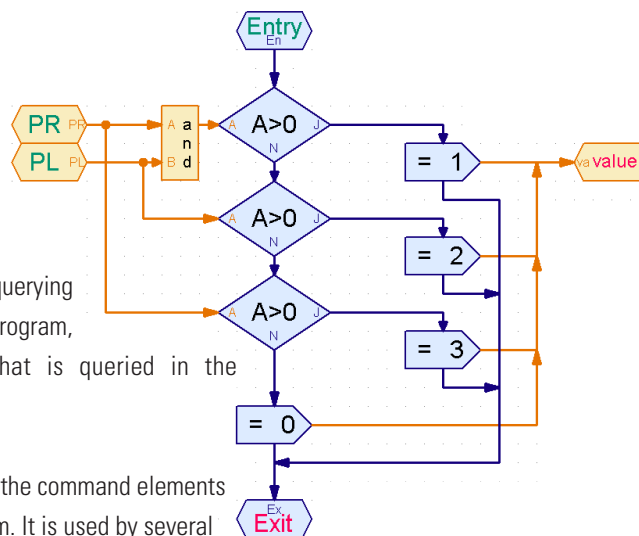 Entry
En
PR PR
A a
A A>0 J
n
N
PL PL
B d
= 1
va value
A A>0 J
N
= 2
querying
A A>0 J
rogram,
N
= 3
hat is queried in the
= 0
the command elements
Ex
Exit
m. It is used by several